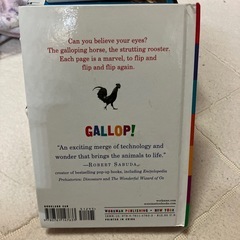 Can you believe your eyes?
The galloping horse, the strutting rooster.
Each page is a marvel, to flip and
flip and flip again.
GALLOP!
"An exciting merge of technology and
wonder that brings the animals to life."
—ROBERT SABUDA,
creator of bestselling pop-up books, including Encyclopedia
Prehistorica: Dinosaurs and The Wonderful Wizard of Oz
WORKMAN PUBLISHING • NEW YORK
PRINTED IN CHINA